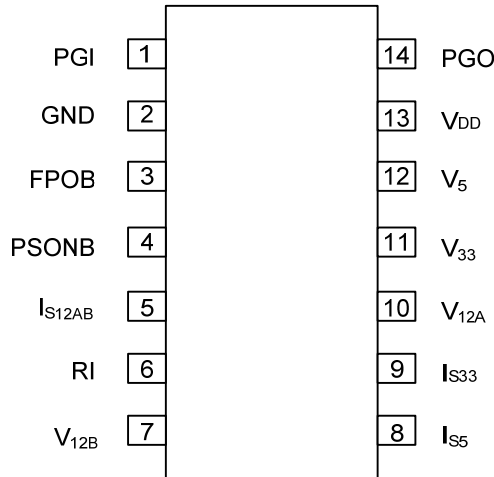 PGI 1 14 PGO
GND 2 13 VDD
FPOB 3 12 V5
PSONB 4 11 V33
IS12AB 5 10 V12A
RI 6 9 IS33
V12B 7 8 IS5